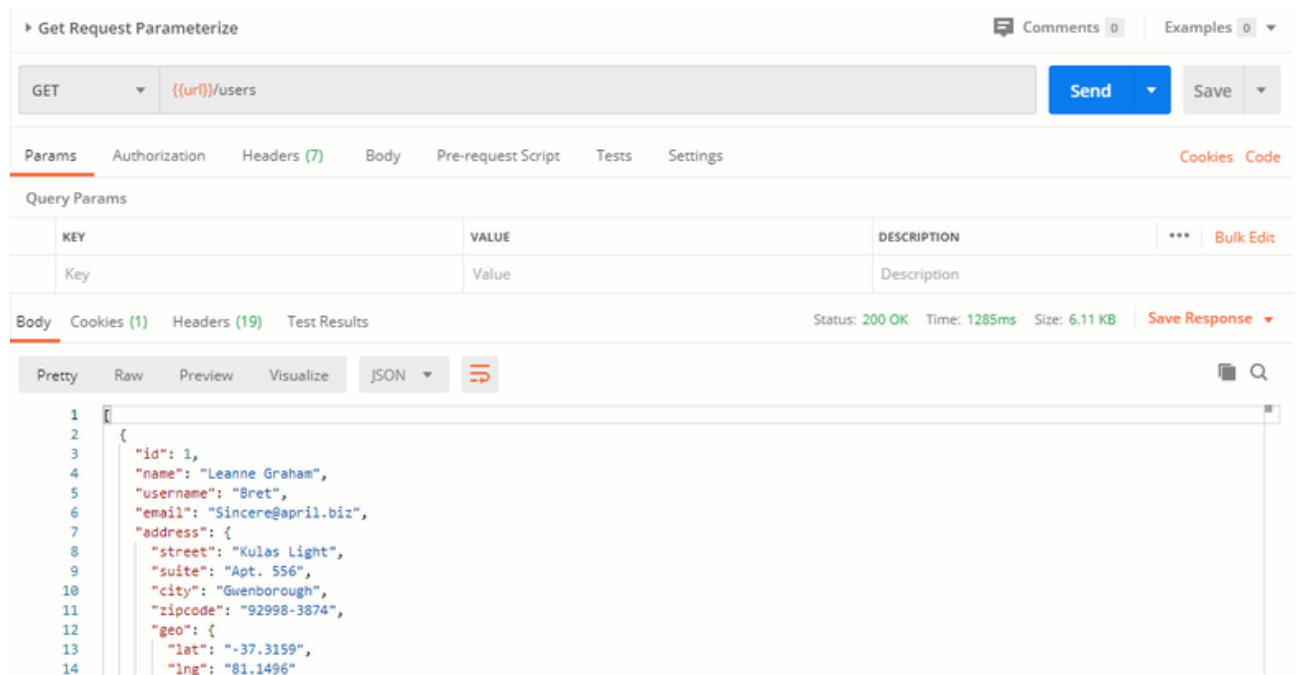 Get Request Parameterize Comments 0 Examples 0
GET {{url}}/users Send Save
Params Authorization Headers (7) Body Pre-request Script Tests Settings Cookies Code
Query Params
KEY VALUE DESCRIPTION ••• Bulk Edit
Key Value Description
Body Cookies (1) Headers (19) Test Results Status: 200 OK Time: 1285ms Size: 6.11 KB Save Response
Pretty Raw Preview Visualize JSON
1 [
2 {
3 "id": 1,
4 "name": "Leanne Graham",
5 "username": "Bret",
6 "email": "Sincere@april.biz",
7 "address": {
8 "street": "Kulas Light",
9 "suite": "Apt. 556",
10 "city": "Gwenborough",
11 "zipcode": "92998-3874",
12 "geo": {
13 "lat": "-37.3159",
14 "lng": "81.1496"